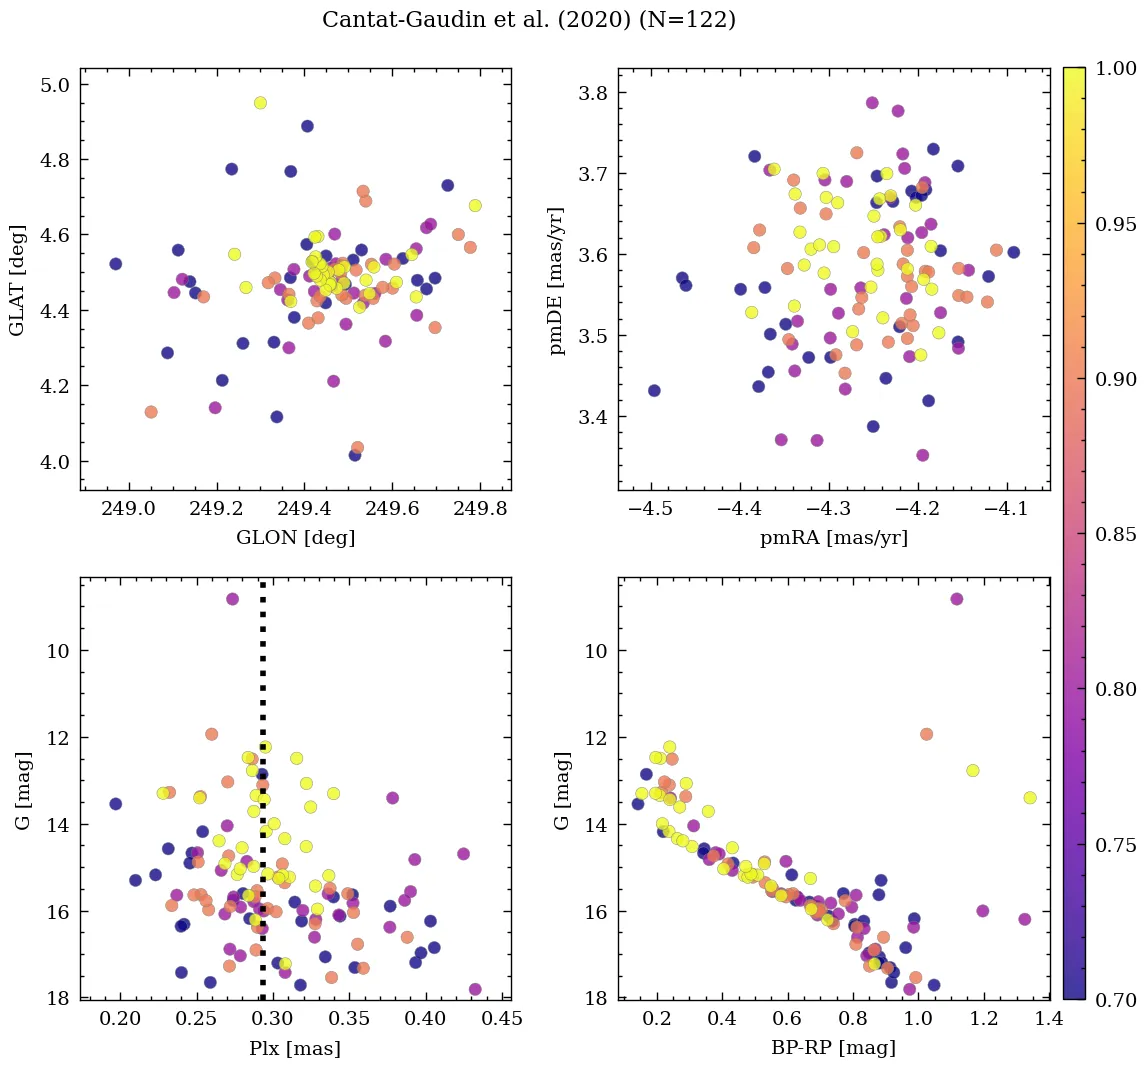 Cantat-Gaudin et al. (2020) (N=122)
5.0
4.8
4.6
4.4
4.2
4.0
GLAT [deg]
249.0 249.2 249.4 249.6 249.8
GLON [deg]
3.8
3.7
3.6
3.5
3.4
pmDE [mas/yr]
−4.5 −4.4 −4.3 −4.2 −4.1
pmRA [mas/yr]
1.00
0.95
0.90
0.85
0.80
0.75
0.70
10
12
14
16
18
G [mag]
0.20 0.25 0.30 0.35 0.40 0.45
Plx [mas]
10
12
14
16
18
G [mag]
0.2 0.4 0.6 0.8 1.0 1.2 1.4
BP-RP [mag]